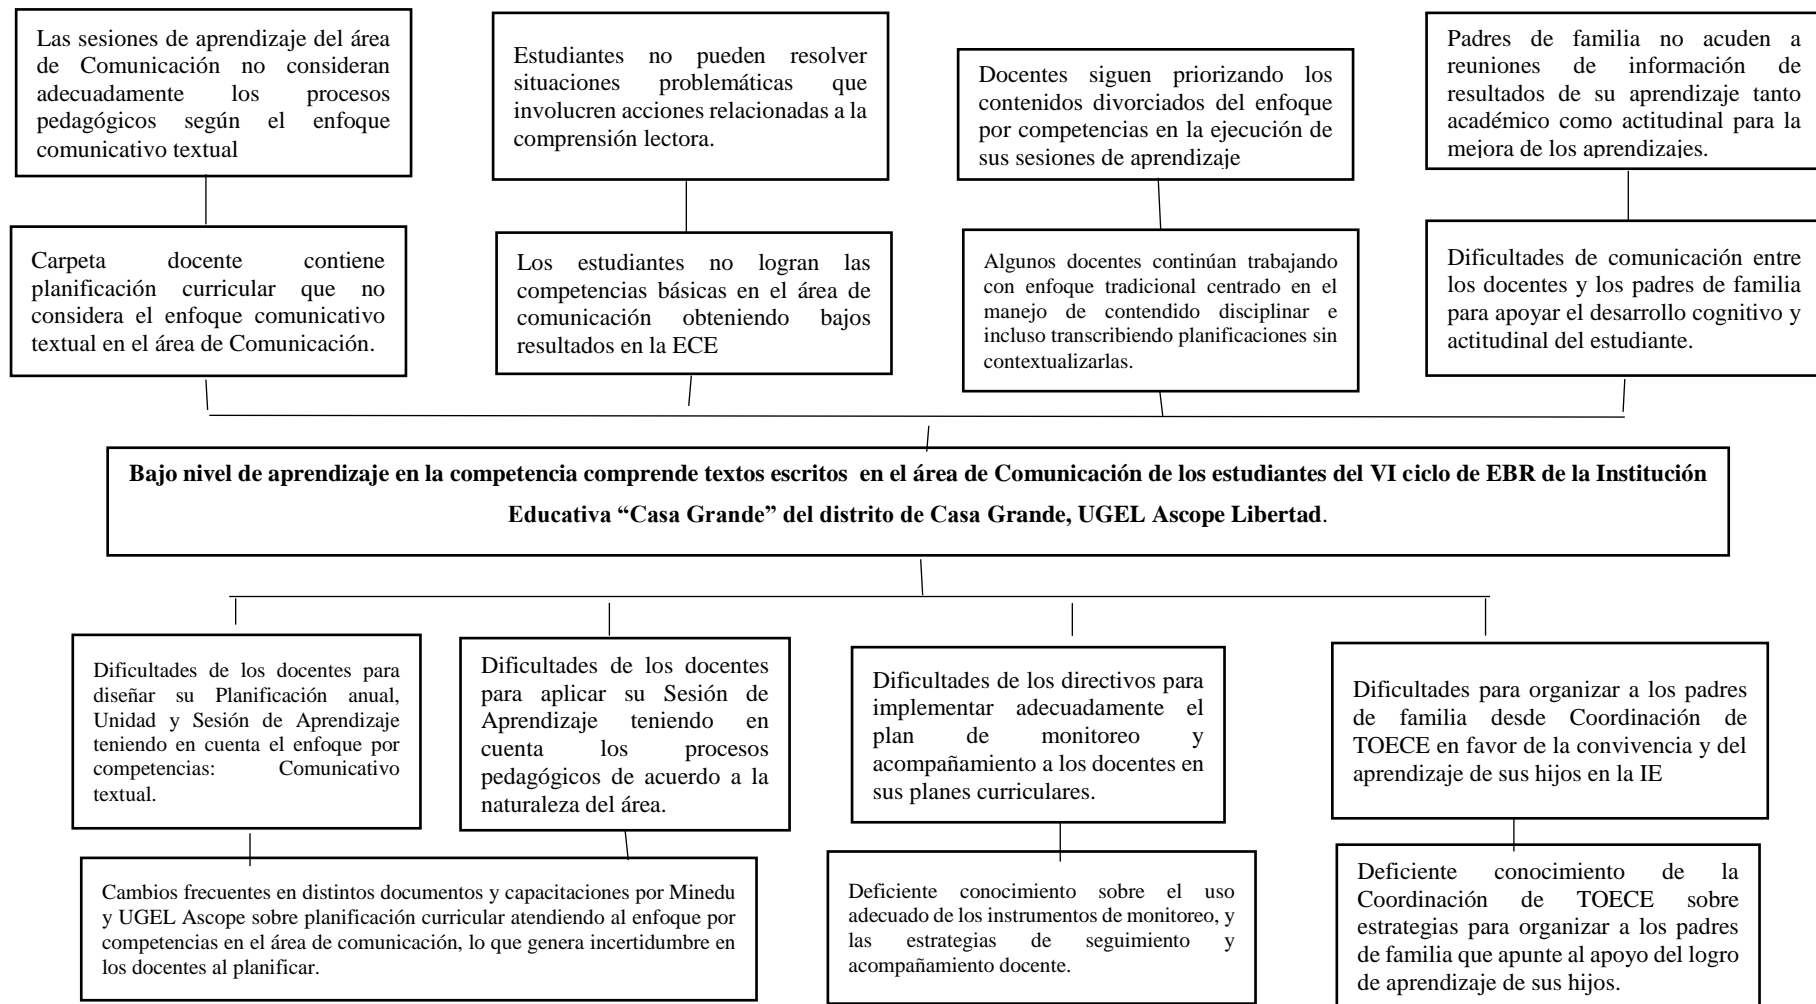 Las sesiones de aprendizaje del área
de Comunicación no consideran
adecuadamente los procesos
pedagógicos según el enfoque
comunicativo textual
Estudiantes no pueden resolver
situaciones problemáticas que
involucren acciones relacionadas a la
comprensión lectora.
Docentes siguen priorizando los
contenidos divorciados del enfoque
por competencias en la ejecución de
sus sesiones de aprendizaje
Padres de familia no acuden a
reuniones de información de
resultados de su aprendizaje tanto
académico como actitudinal para la
mejora de los aprendizajes.
Carpeta docente contiene
planificación curricular que no
considera el enfoque comunicativo
textual en el área de Comunicación.
Los estudiantes no logran las
competencias básicas en el área de
comunicación obteniendo bajos
resultados en la ECE
Algunos docentes continúan trabajando
con enfoque tradicional centrado en el
manejo de contendido disciplinar e
incluso transcribiendo planificaciones sin
contextualizarlas.
Dificultades de comunicación entre
los docentes y los padres de familia
para apoyar el desarrollo cognitivo y
actitudinal del estudiante.
Bajo nivel de aprendizaje en la competencia comprende textos escritos en el área de Comunicación de los estudiantes del VI ciclo de EBR de la Institución
Educativa “Casa Grande” del distrito de Casa Grande, UGEL Ascope Libertad.
Dificultades de los docentes para
diseñar su Planificación anual,
Unidad y Sesión de Aprendizaje
teniendo en cuenta el enfoque por
competencias: Comunicativo
textual.
Dificultades de los docentes
para aplicar su Sesión de
Aprendizaje teniendo en
cuenta los procesos
pedagógicos de acuerdo a la
naturaleza del área.
Dificultades de los directivos para
implementar adecuadamente el
plan de monitoreo y
acompañamiento a los docentes en
sus planes curriculares.
Dificultades para organizar a los padres
de familia desde Coordinación de
TOECE en favor de la convivencia y del
aprendizaje de sus hijos en la IE
Cambios frecuentes en distintos documentos y capacitaciones por Minedu
y UGEL Ascope sobre planificación curricular atendiendo al enfoque por
competencias en el área de comunicación, lo que genera incertidumbre en
los docentes al planificar.
Deficiente conocimiento sobre el uso
adecuado de los instrumentos de monitoreo, y
las estrategias de seguimiento y
acompañamiento docente.
Deficiente conocimiento de la
Coordinación de TOECE sobre
estrategias para organizar a los padres
de familia que apunte al apoyo del logro
de aprendizaje de sus hijos.